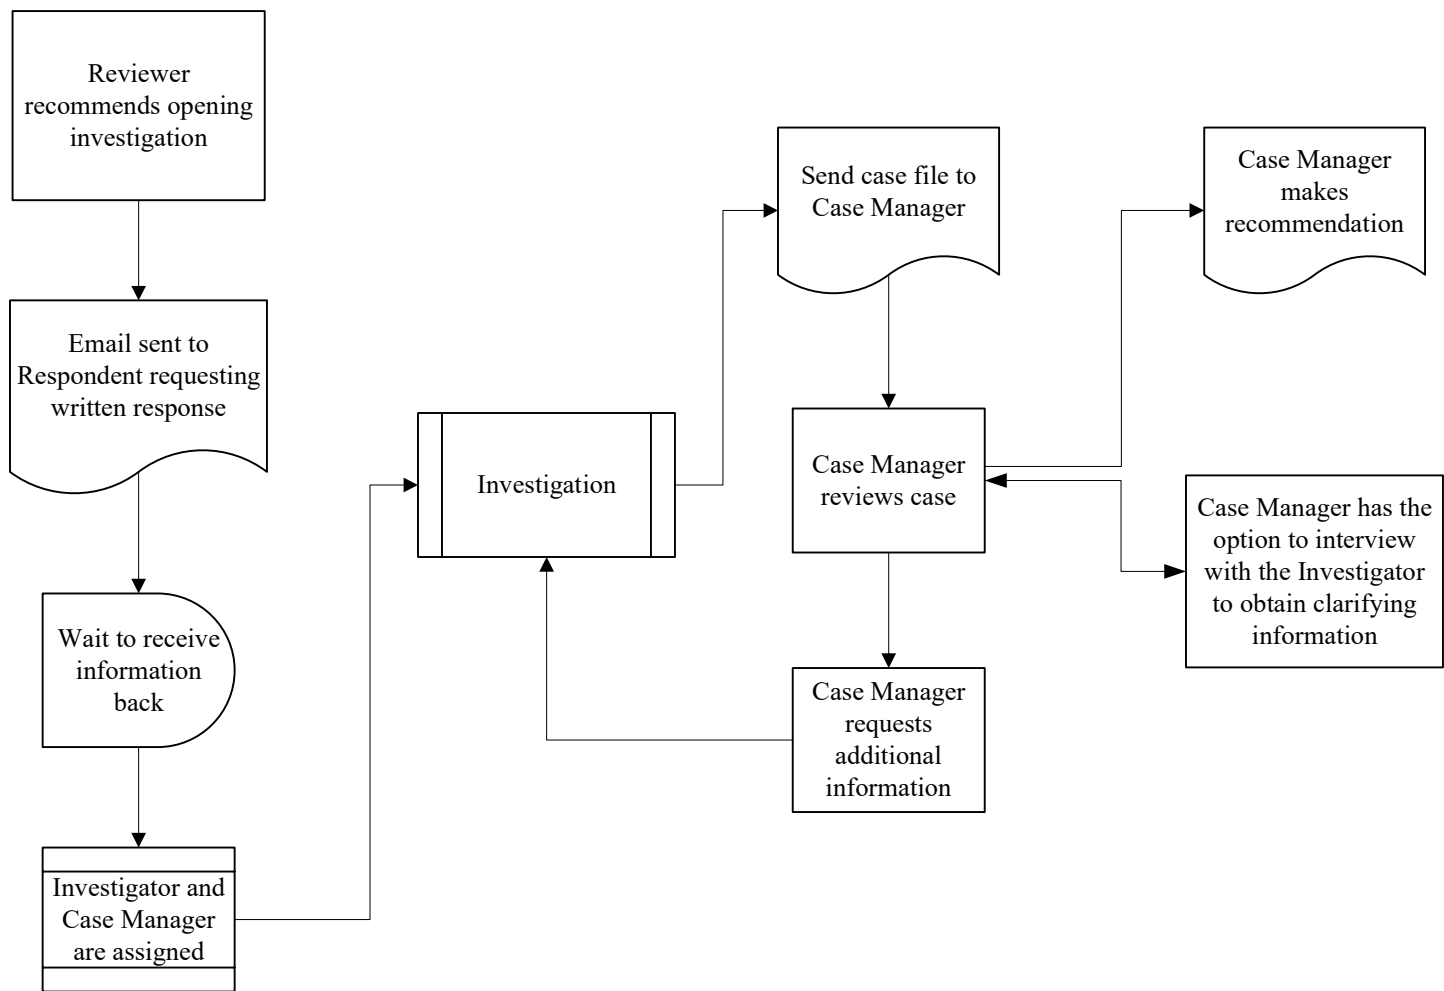 Reviewer
recommends opening
investigation
Email sent to
Respondent requesting
written response
Wait to receive
information
back
Investigator and
Case Manager
are assigned
Investigation
Send case file to
Case Manager
Case Manager
reviews case
Case Manager
requests
additional
information
Case Manager
makes
recommendation
Case Manager has the
option to interview
with the Investigator
to obtain clarifying
information